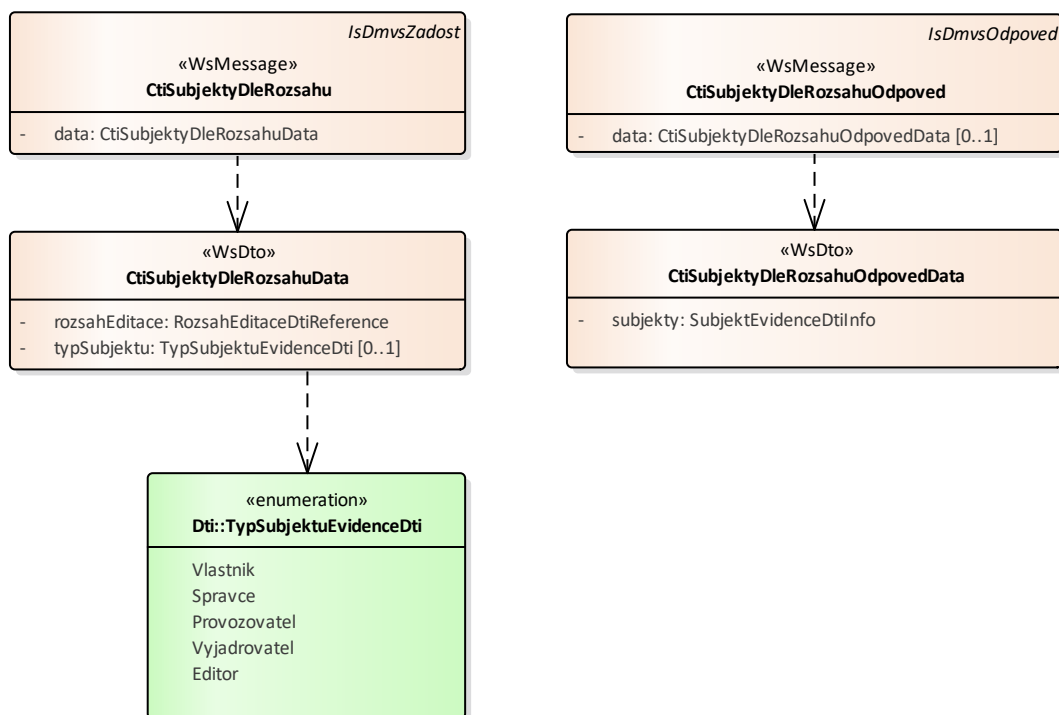 IsDmvsZadost
«WsMessage»
CtiSubjektyDleRozsahu
- data: CtiSubjektyDleRozsahuData
IsDmvsOdpoved
«WsMessage»
CtiSubjektyDleRozsahuOdpoved
- data: CtiSubjektyDleRozsahuOdpovedData [0..1]
«WsDto»
CtiSubjektyDleRozsahuData
- rozsahEditace: RozsahEditaceDtiReference
- typSubjektu: TypSubjektuEvidenceDti [0..1]
«WsDto»
CtiSubjektyDleRozsahuOdpovedData
- subjekty: SubjektEvidenceDtiInfo
«enumeration»
Dti::TypSubjektuEvidenceDti
Vlastnik
Spravce
Provozovatel
Vyjadrovatel
Editor